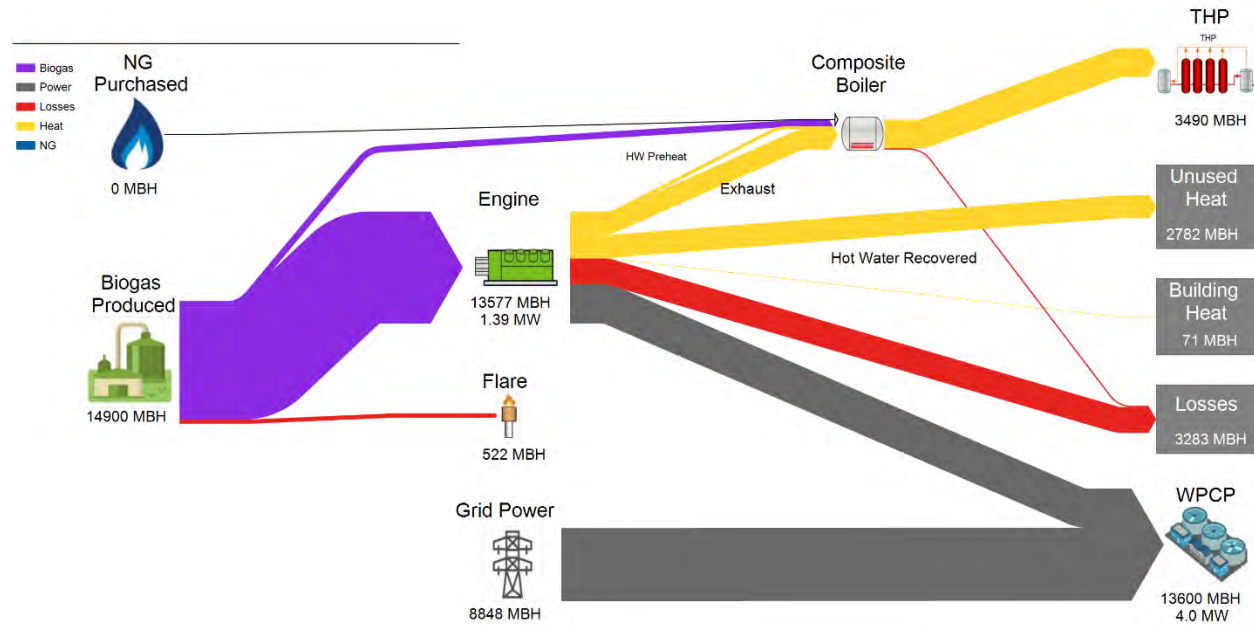 THP
THP
3490 MBH
NG
Purchased
0 MBH
Biogas
Power
Losses
Heat
NG
Composite
Boiler
HW Preheat
Exhaust
Unused
Heat
2782 MBH
Engine
13577 MBH
1.39 MW
Hot Water Recovered
Biogas
Produced
14900 MBH
Building
Heat
71 MBH
Flare
522 MBH
Losses
3283 MBH
Grid Power
8848 MBH
WPCP
13600 MBH
4.0 MW